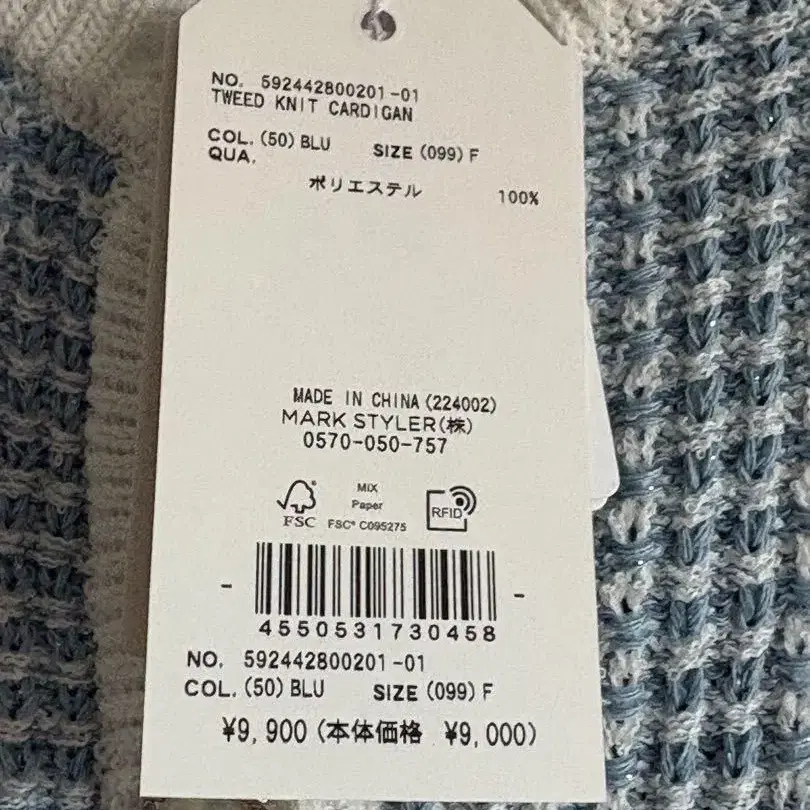 NO. 592442800201-01
TWEED KNIT CARDIGAN
COL. (50) BLU SIZE (099) F
QUA.
ポリエステル 100%
MADE IN CHINA (224002)
MARK STYLER(株)
0570-050-757
MIX
Paper
FSC FSC® C095275
RFID
4550531730458
NO. 592442800201-01
COL. (50) BLU SIZE (099) F
¥9,900 (本体価格 ¥9,000)